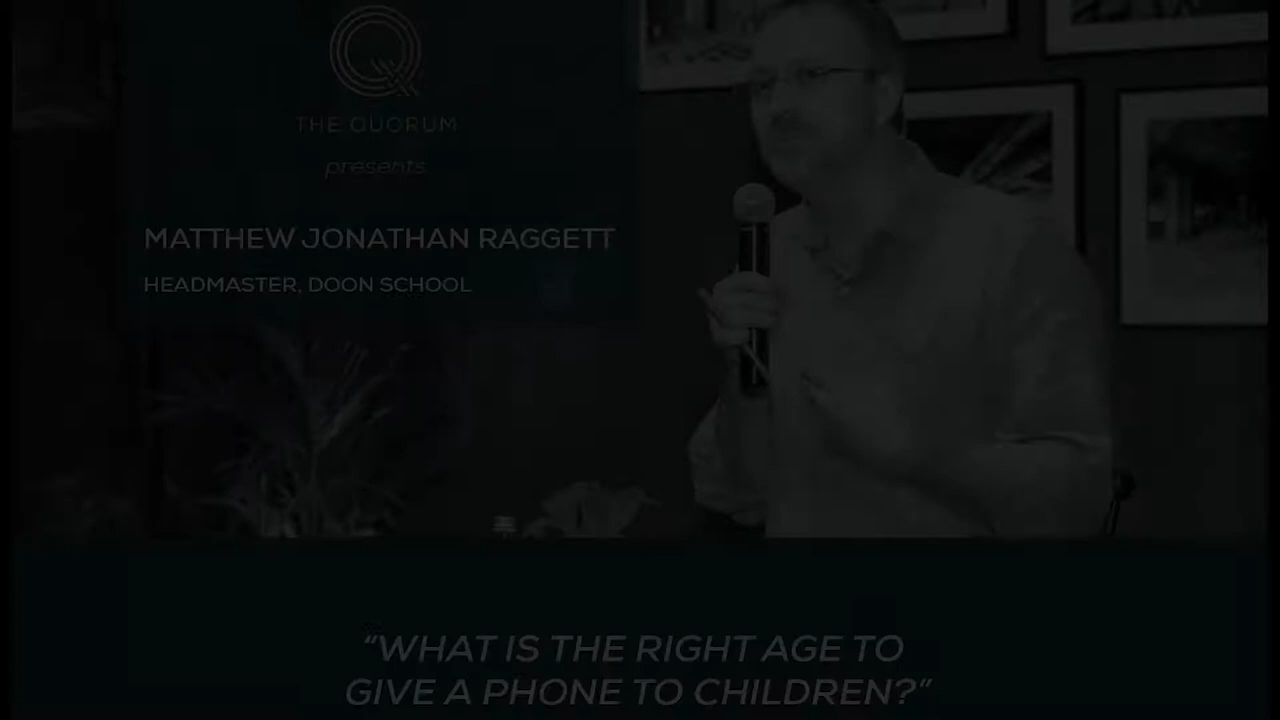 THE QUORUM
presents
MATTHEW JONATHAN RAGGETT
HEADMASTER, DOON SCHOOL
“WHAT IS THE RIGHT AGE TO
GIVE A PHONE TO CHILDREN?”